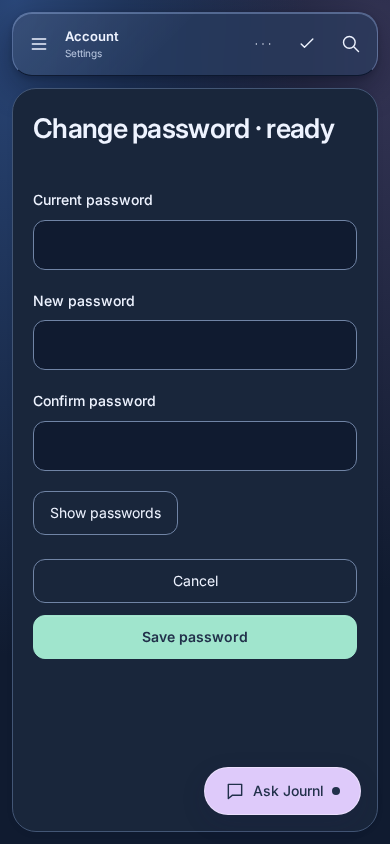 Account
Settings
Change password · ready
Current password
New password
Confirm password
Show passwords
Cancel
Save password
Ask Journl